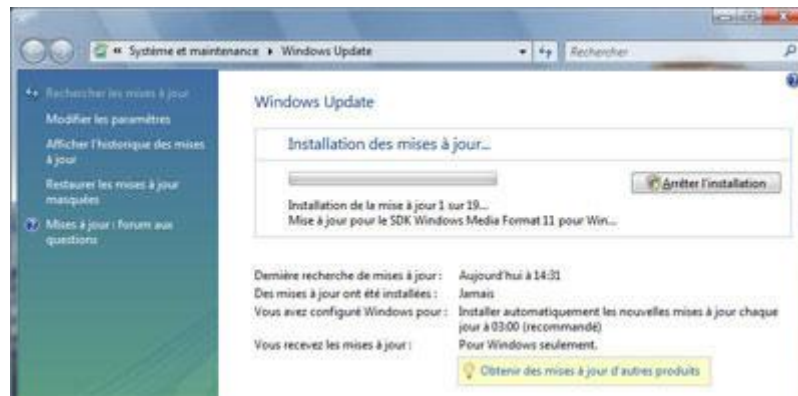 « Système et maintenance ▸ Windows Update
Rechercher
Rechercher les mises à jour
Modifier les paramètres
Afficher l'historique des mises
à jour
Restaurer les mises à jour
masquées
Mises à jour : forum aux
questions
Windows Update
Installation des mises à jour...
Arrêter l'installation
Installation de la mise à jour 1 sur 19...
Mise à jour pour le SDK Windows Media Format 11 pour Win...
Dernière recherche de mises à jour : Aujourd'hui à 14:31
Des mises à jour ont été installées : Jamais
Vous avez configuré Windows pour : Installer automatiquement les nouvelles mises à jour chaque
jour à 03:00 (recommandé)
Vous recevez les mises à jour : Pour Windows seulement.
Obtenir des mises à jour d'autres produits